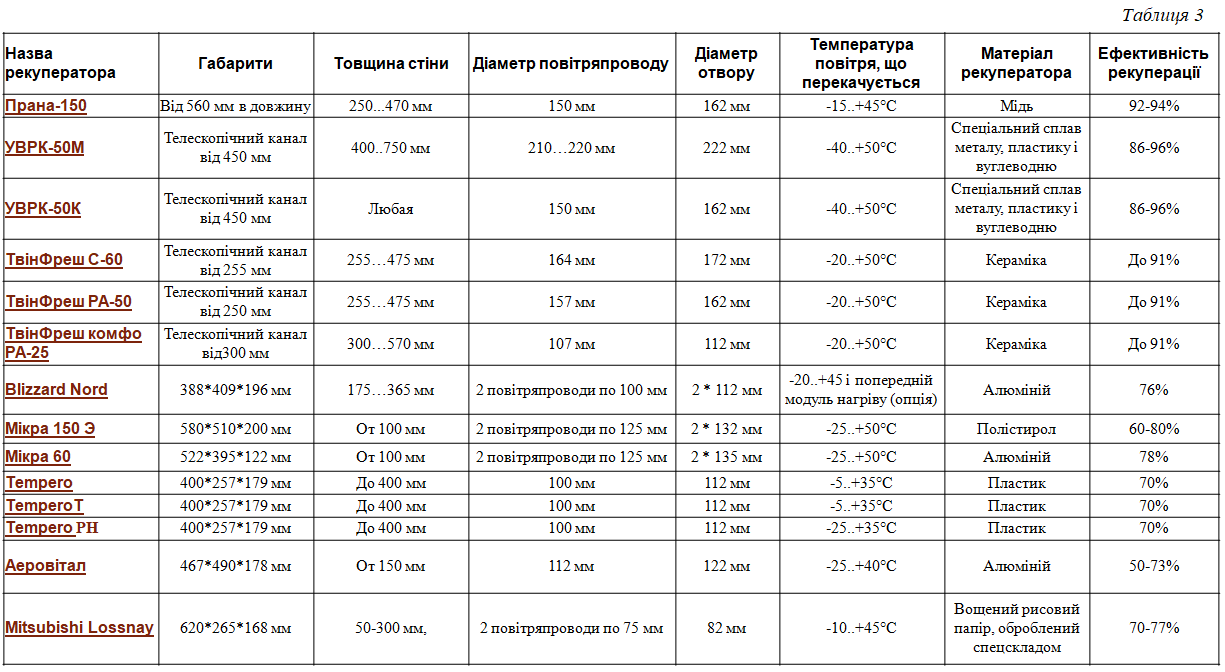 Таблиця 3
Назва рекуператора | Габарити | Товщина стіни | Діаметр повітряпроводу | Діаметр отвору | Температура повітря, що перекачується | Матеріал рекуператора | Ефективність рекуперації
Прана-150 | Від 560 мм в довжину | 250...470 мм | 150 мм | 162 мм | -15..+45°C | Мідь | 92-94%
УВРК-50М | Телескопічний канал від 450 мм | 400..750 мм | 210…220 мм | 222 мм | -40..+50°C | Спеціальний сплав металу, пластику і вуглеводню | 86-96%
УВРК-50К | Телескопічний канал від 450 мм | Любая | 150 мм | 162 мм | -40..+50°C | Спеціальний сплав металу, пластику і вуглеводню | 86-96%
ТвінФреш С-60 | Телескопічний канал від 255 мм | 255…475 мм | 164 мм | 172 мм | -20..+50°C | Кераміка | До 91%
ТвінФреш РА-50 | Телескопічний канал від 250 мм | 255…475 мм | 157 мм | 162 мм | -20..+50°C | Кераміка | До 91%
ТвінФреш комфо РА-25 | Телескопічний канал від300 мм | 300…570 мм | 107 мм | 112 мм | -20..+50°C | Кераміка | До 91%
Blizzard Nord | 388*409*196 мм | 175…365 мм | 2 повітряпроводи по 100 мм | 2 * 112 мм | -20..+45 і попередній модуль нагріву (опція) | Алюміній | 76%
Мікра 150 Э | 580*510*200 мм | От 100 мм | 2 повітряпроводи по 125 мм | 2 * 132 мм | -25..+50°C | Полістирол | 60-80%
Мікра 60 | 522*395*122 мм | От 100 мм | 2 повітряпроводи по 125 мм | 2 * 135 мм | -25..+50°C | Алюміній | 78%
Tempero | 400*257*179 мм | До 400 мм | 100 мм | 112 мм | -5..+35°C | Пластик | 70%
Tempero T | 400*257*179 мм | До 400 мм | 100 мм | 112 мм | -5..+35°C | Пластик | 70%
Tempero PH | 400*257*179 мм | До 400 мм | 100 мм | 112 мм | -25..+35°C | Пластик | 70%
Аеровітал | 467*490*178 мм | От 150 мм | 112 мм | 122 мм | -25..+40°C | Алюміній | 50-73%
Mitsubishi Lossnay | 620*265*168 мм | 50-300 мм, | 2 повітряпроводи по 75 мм | 82 мм | -10..+45°C | Вощений рисовий папір, оброблений спецскладом | 70-77%